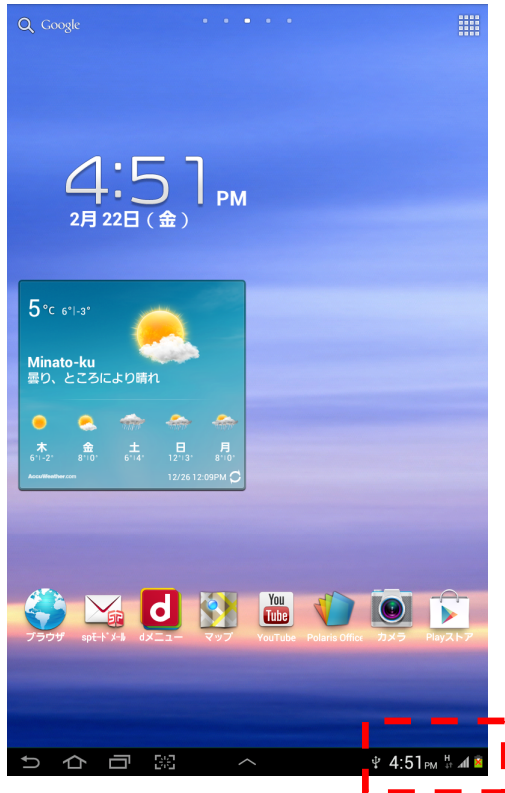 Google
4:51 PM
2月 22日 ( 金 )
5°C 6°|-3°
Minato-ku
曇り、ところにより晴れ
木 金 土 日 月
6°|-2° 8°|0° 6°|4° 12°|3° 8°|0°
AccuWeather.com 12/26 12:09PM
You Tube
ブラウザ spモードメール dメニュー マップ YouTube Polaris Office カメラ Playストア
4:51 PM H